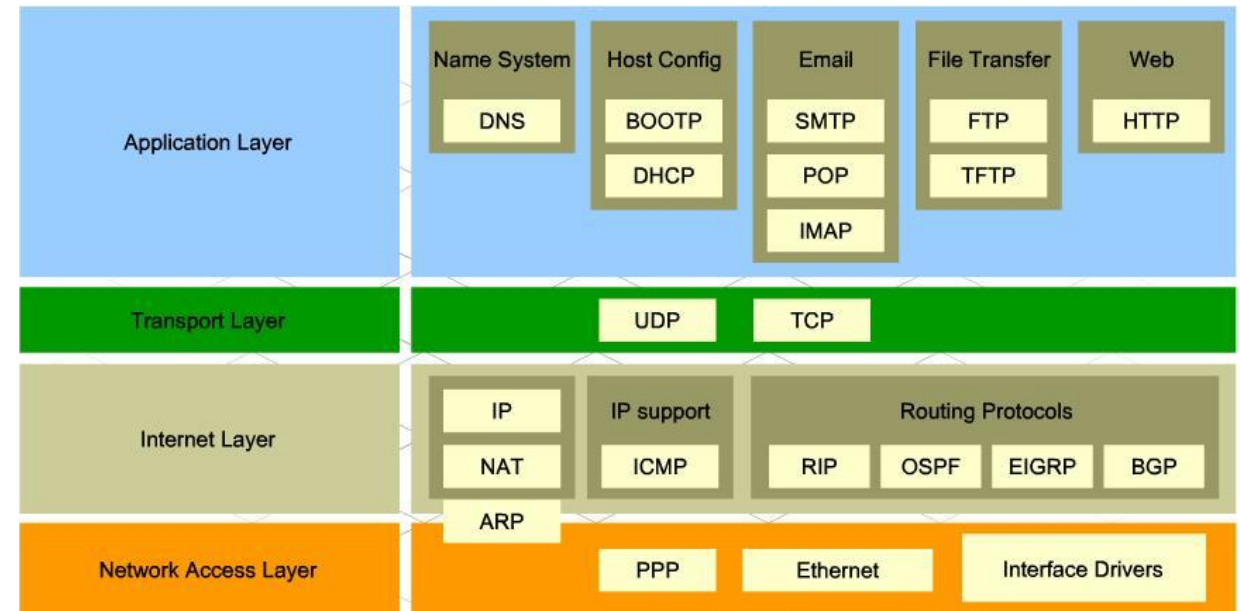 Application Layer
Name System
DNS
Host Config
BOOTP
DHCP
Email
SMTP
POP
IMAP
File Transfer
FTP
TFTP
Web
HTTP
Transport Layer
UDP
TCP
Internet Layer
IP
NAT
ARP
IP support
ICMP
Routing Protocols
RIP
OSPF
EIGRP
BGP
Network Access Layer
PPP
Ethernet
Interface Drivers